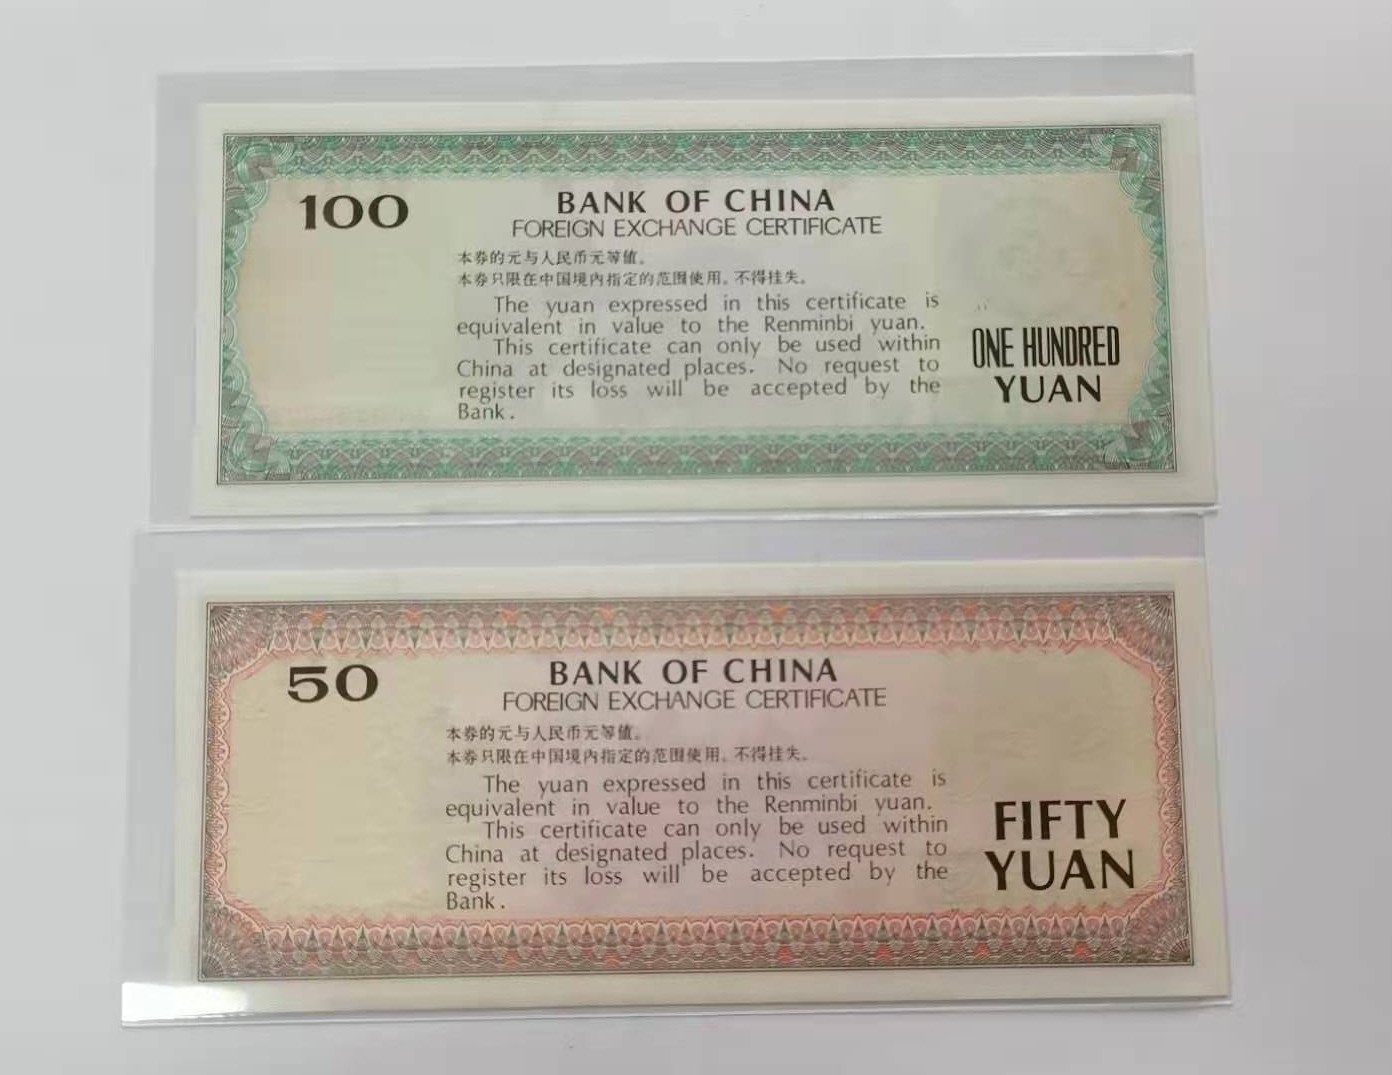 100
BANK OF CHINA
FOREIGN EXCHANGE CERTIFICATE
本券的元与人民币元等值。
本券只限在中国境内指定的范围使用。不得挂失。
The yuan expressed in this certificate is
equivalent in value to the Renminbi yuan.
This certificate can only be used within
China at designated places. No request to
register its loss will be accepted by the
Bank.
ONE HUNDRED
YUAN
50
BANK OF CHINA
FOREIGN EXCHANGE CERTIFICATE
本券的元与人民币元等值。
本券只限在中国境内指定的范围使用。不得挂失。
The yuan expressed in this certificate is
equivalent in value to the Renminbi yuan.
This certificate can only be used within
China at designated places. No request to
register its loss will be accepted by the
Bank.
FIFTY
YUAN